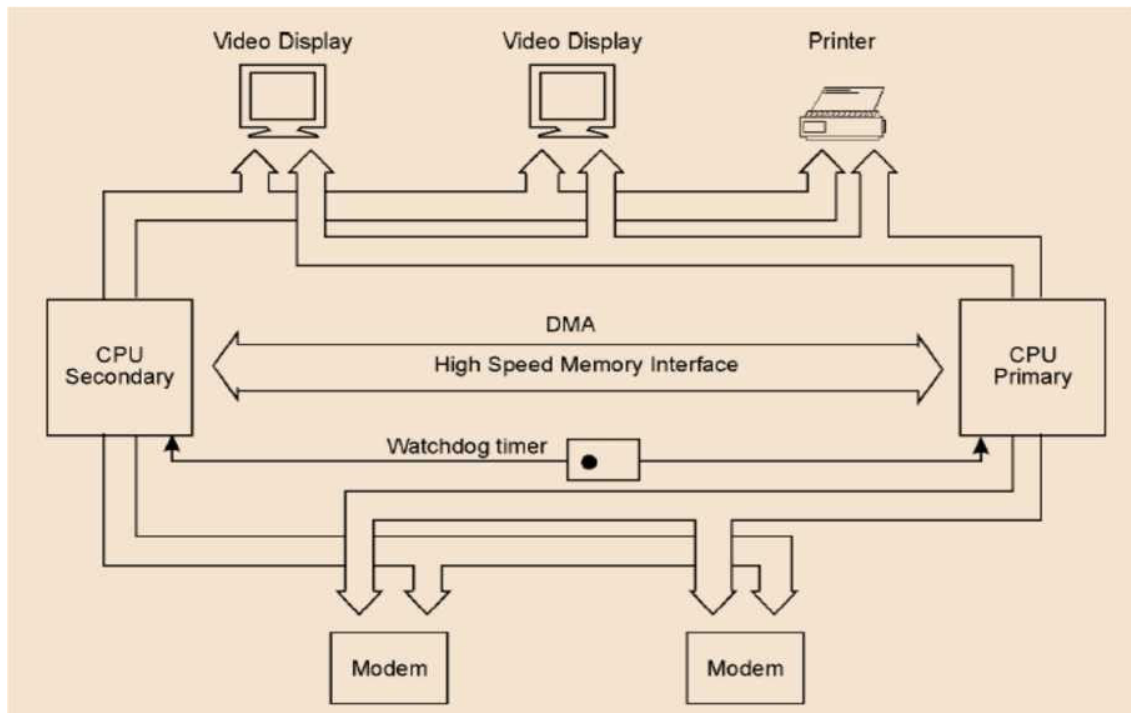 Video Display
Video Display
Printer
DMA
High Speed Memory Interface
CPU
Secondary
CPU
Primary
Watchdog timer
Modem
Modem